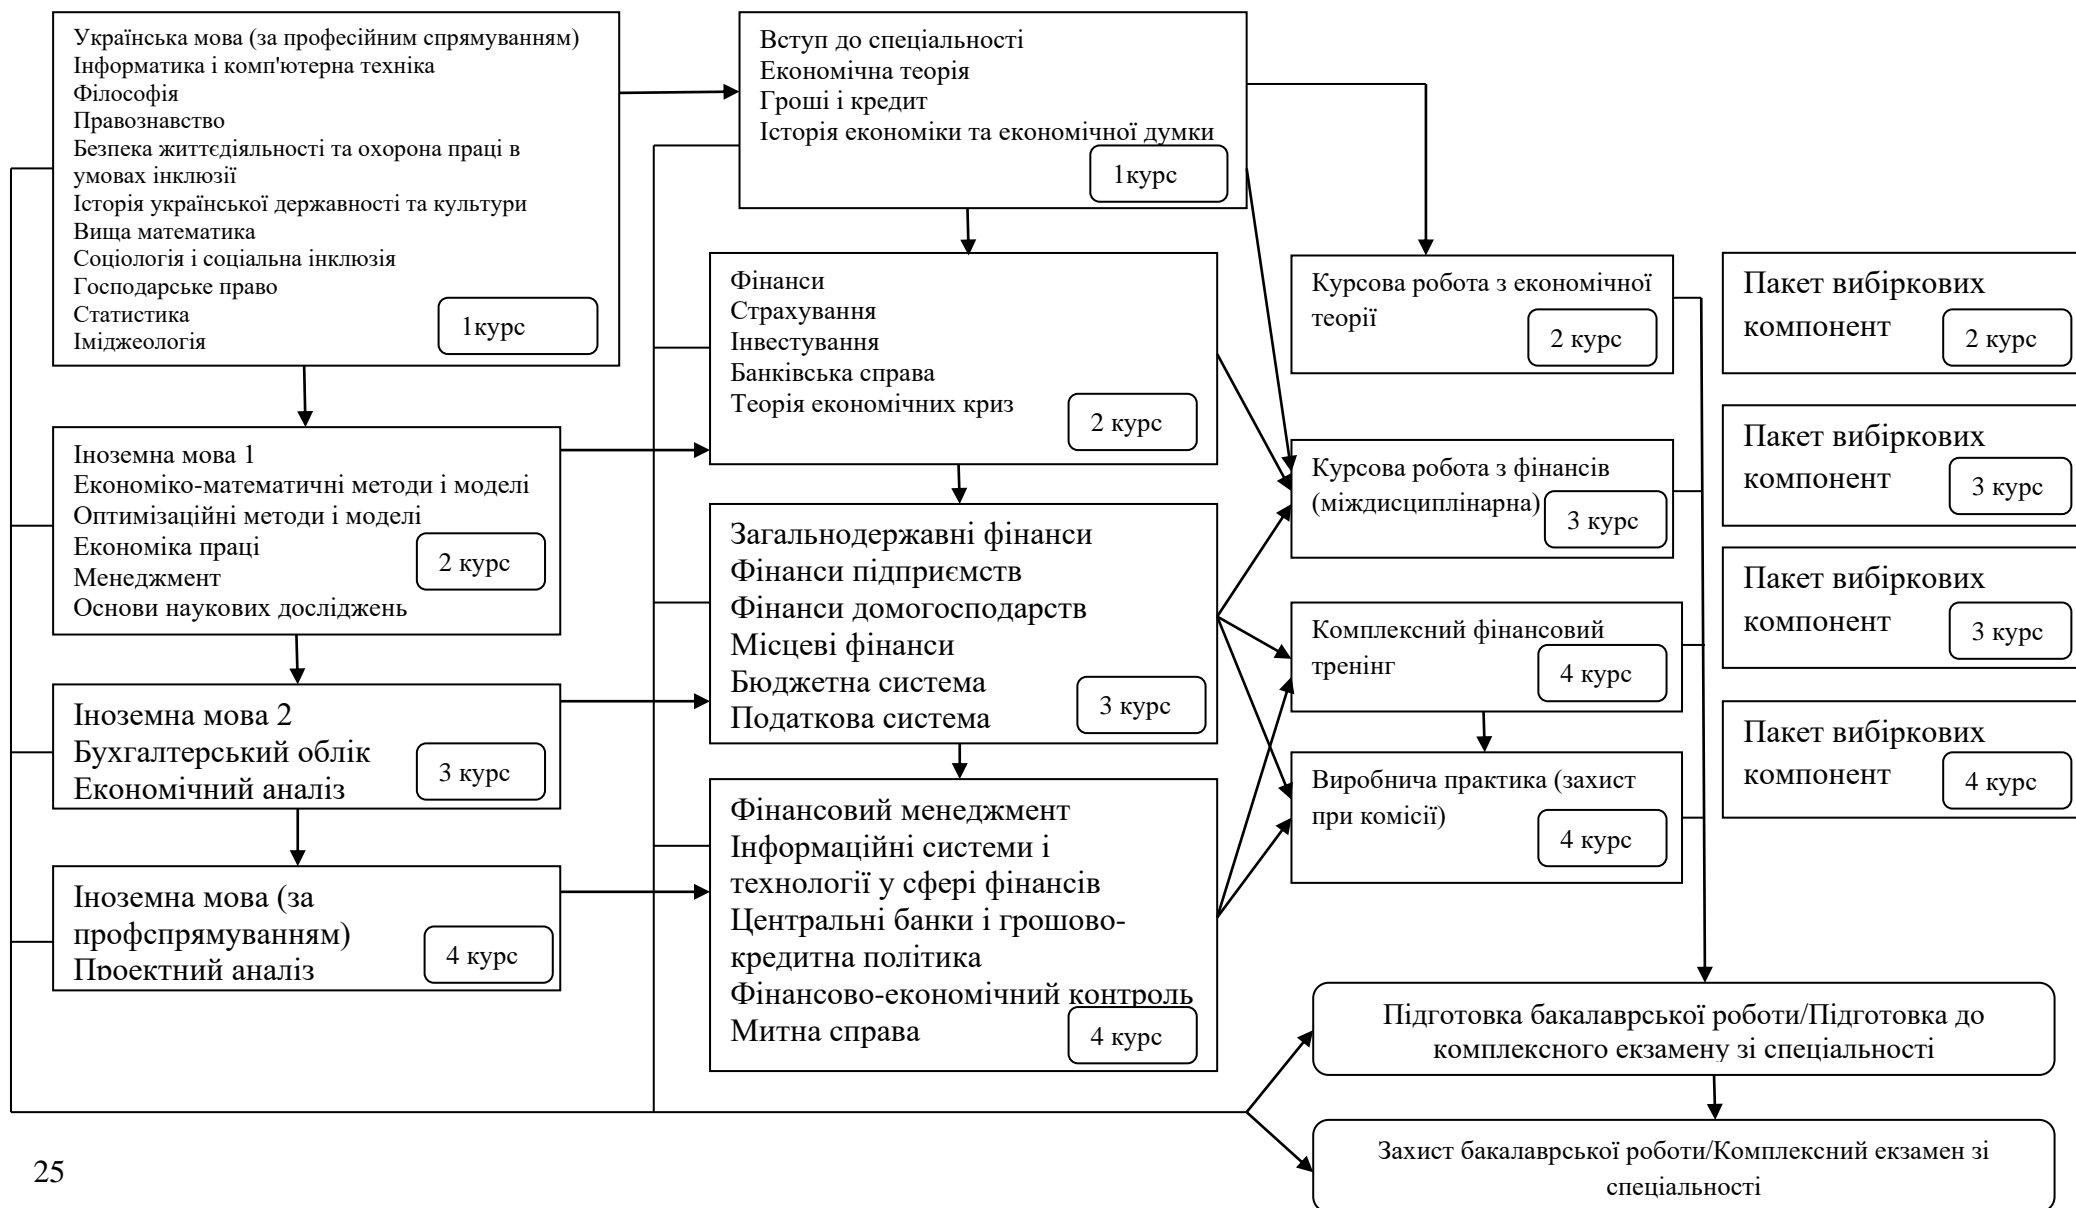 Українська мова (за професійним спрямуванням)
Інформатика і комп'ютерна техніка
Філософія
Правознавство
Безпека життєдіяльності та охорона праці в
умовах інклюзії
Історія української державності та культури
Вища математика
Соціологія і соціальна інклюзія
Господарське право
Статистика
Іміджеологія
1курс
Іноземна мова 1
Економіко-математичні методи і моделі
Оптимізаційні методи і моделі
Економіка праці
Менеджмент
Основи наукових досліджень
2 курс
Іноземна мова 2
Бухгалтерський облік
Економічний аналіз
3 курс
Іноземна мова (за
профспрямуванням)
Проектний аналіз
4 курс
Вступ до спеціальності
Економічна теорія
Гроші і кредит
Історія економіки та економічної думки
1курс
Фінанси
Страхування
Інвестування
Банківська справа
Теорія економічних криз
2 курс
Загальнодержавні фінанси
Фінанси підприємств
Фінанси домогосподарств
Місцеві фінанси
Бюджетна система
Податкова система
3 курс
Фінансовий менеджмент
Інформаційні системи і
технології у сфері фінансів
Центральні банки і грошово-
кредитна політика
Фінансово-економічний контроль
Митна справа
4 курс
Курсова робота з економічної
теорії
2 курс
Курсова робота з фінансів
(міждисциплінарна)
3 курс
Комплексний фінансовий
тренінг
4 курс
Виробнича практика (захист
при комісії)
4 курс
Пакет вибіркових
компонент
2 курс
Пакет вибіркових
компонент
3 курс
Пакет вибіркових
компонент
3 курс
Пакет вибіркових
компонент
4 курс
Підготовка бакалаврської роботи/Підготовка до
комплексного екзамену зі спеціальності
Захист бакалаврської роботи/Комплексний екзамен зі
спеціальності
25